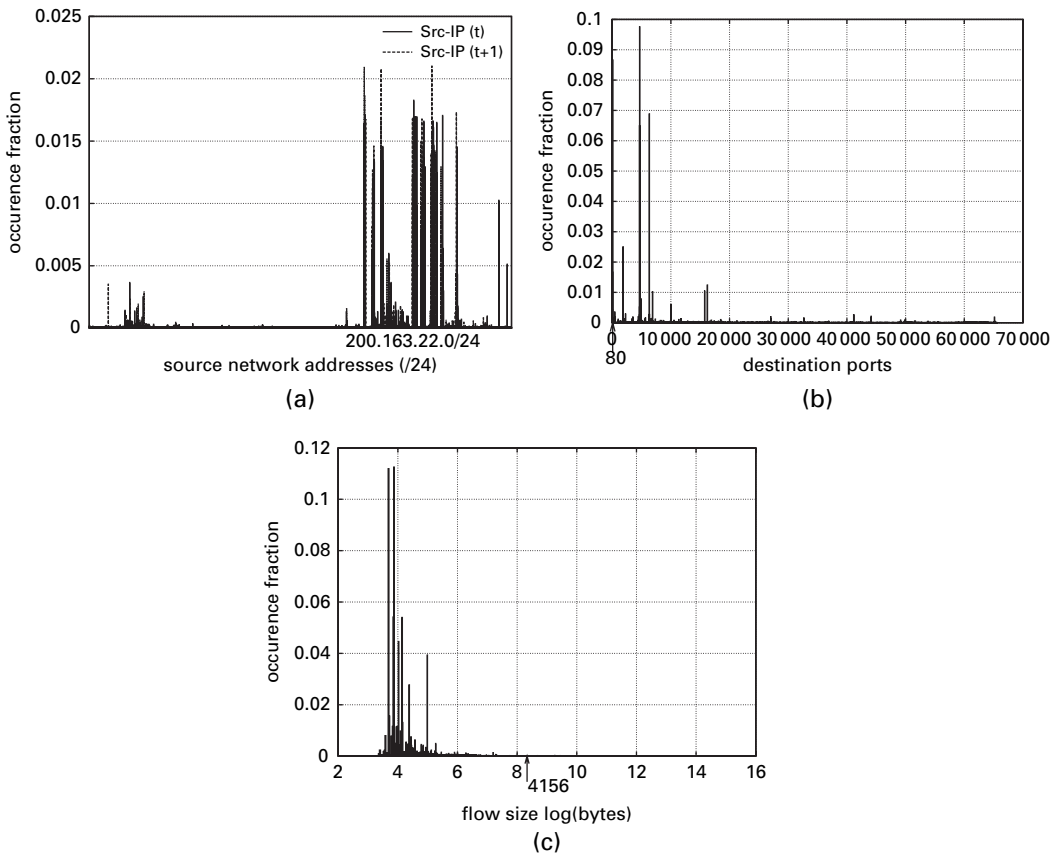 0.025
0.02
0.015
0.01
0.005
0
occurence fraction
Src-IP (t)
Src-IP (t+1)
200.163.22.0/24
source network addresses (/24)
(a)
0.1
0.09
0.08
0.07
0.06
0.05
0.04
0.03
0.02
0.01
0
occurence fraction
0 10 000 20 000 30 000 40 000 50 000 60 000 70 000
80
destination ports
(b)
0.12
0.1
0.08
0.06
0.04
0.02
0
occurence fraction
2 4 6 8 10 12 14 16
4156
flow size log(bytes)
(c)